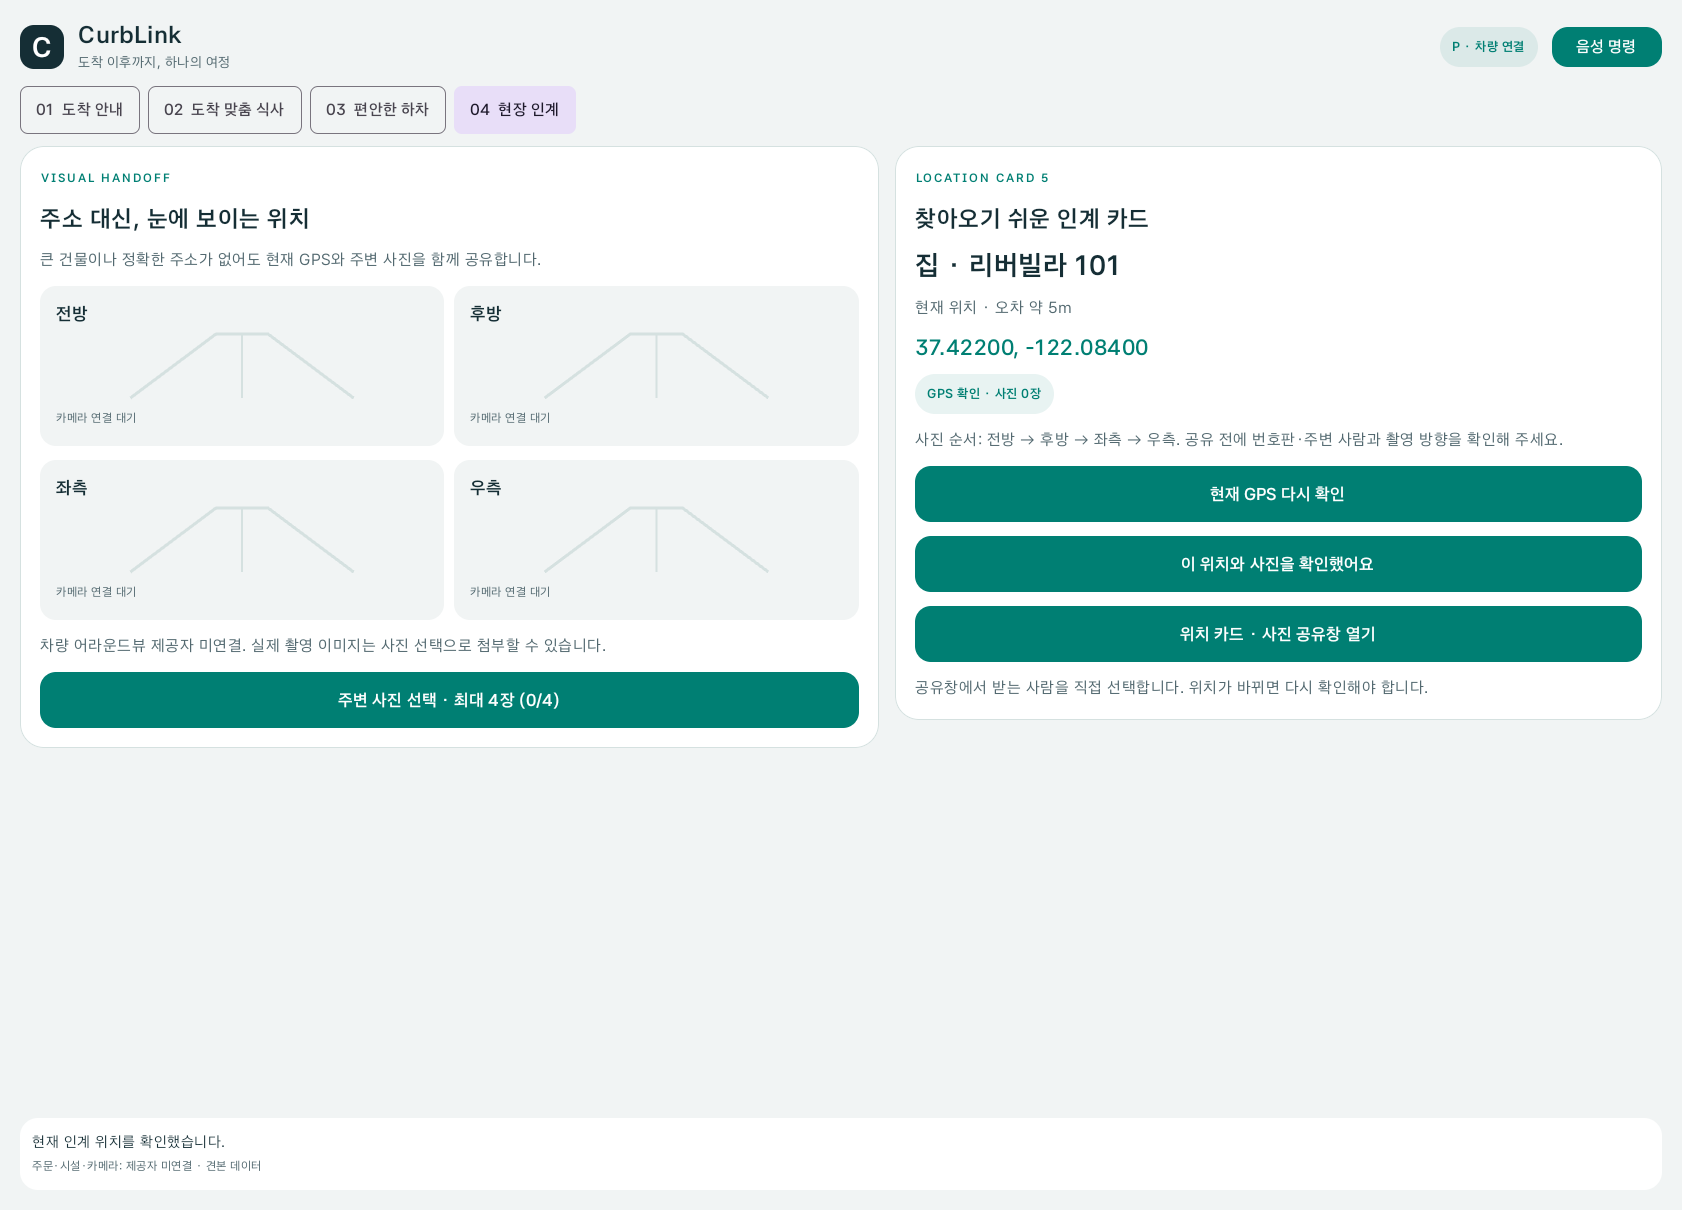 C
CurbLink
도착 이후까지, 하나의 여정
P · 차량 연결
음성 명령
01 도착 안내
02 도착 맞춤 식사
03 편안한 하차
04 현장 인계
VISUAL HANDOFF
주소 대신, 눈에 보이는 위치
큰 건물이나 정확한 주소가 없어도 현재 GPS와 주변 사진을 함께 공유합니다.
전방
카메라 연결 대기
후방
카메라 연결 대기
좌측
카메라 연결 대기
우측
카메라 연결 대기
차량 어라운드뷰 제공자 미연결. 실제 촬영 이미지는 사진 선택으로 첨부할 수 있습니다.
주변 사진 선택 · 최대 4장 (0/4)
LOCATION CARD 5
찾아오기 쉬운 인계 카드
집 · 리버빌라 101
현재 위치 · 오차 약 5m
37.42200, -122.08400
GPS 확인 · 사진 0장
사진 순서: 전방 → 후방 → 좌측 → 우측. 공유 전에 번호판·주변 사람과 촬영 방향을 확인해 주세요.
현재 GPS 다시 확인
이 위치와 사진을 확인했어요
위치 카드 · 사진 공유창 열기
공유창에서 받는 사람을 직접 선택합니다. 위치가 바뀌면 다시 확인해야 합니다.
현재 인계 위치를 확인했습니다.
주문·시설·카메라: 제공자 미연결 · 견본 데이터